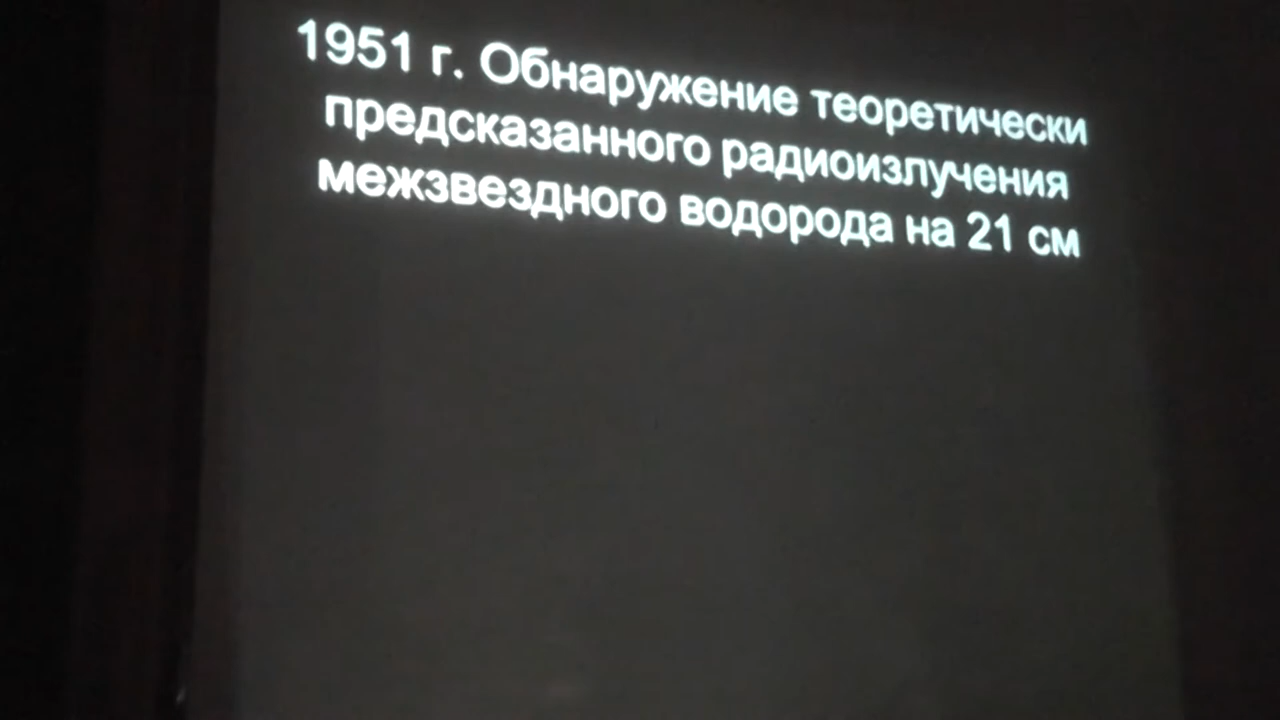 1951 г. Обнаружение теоретически
предсказанного радиоизлучения
межзвездного водорода на 21 см